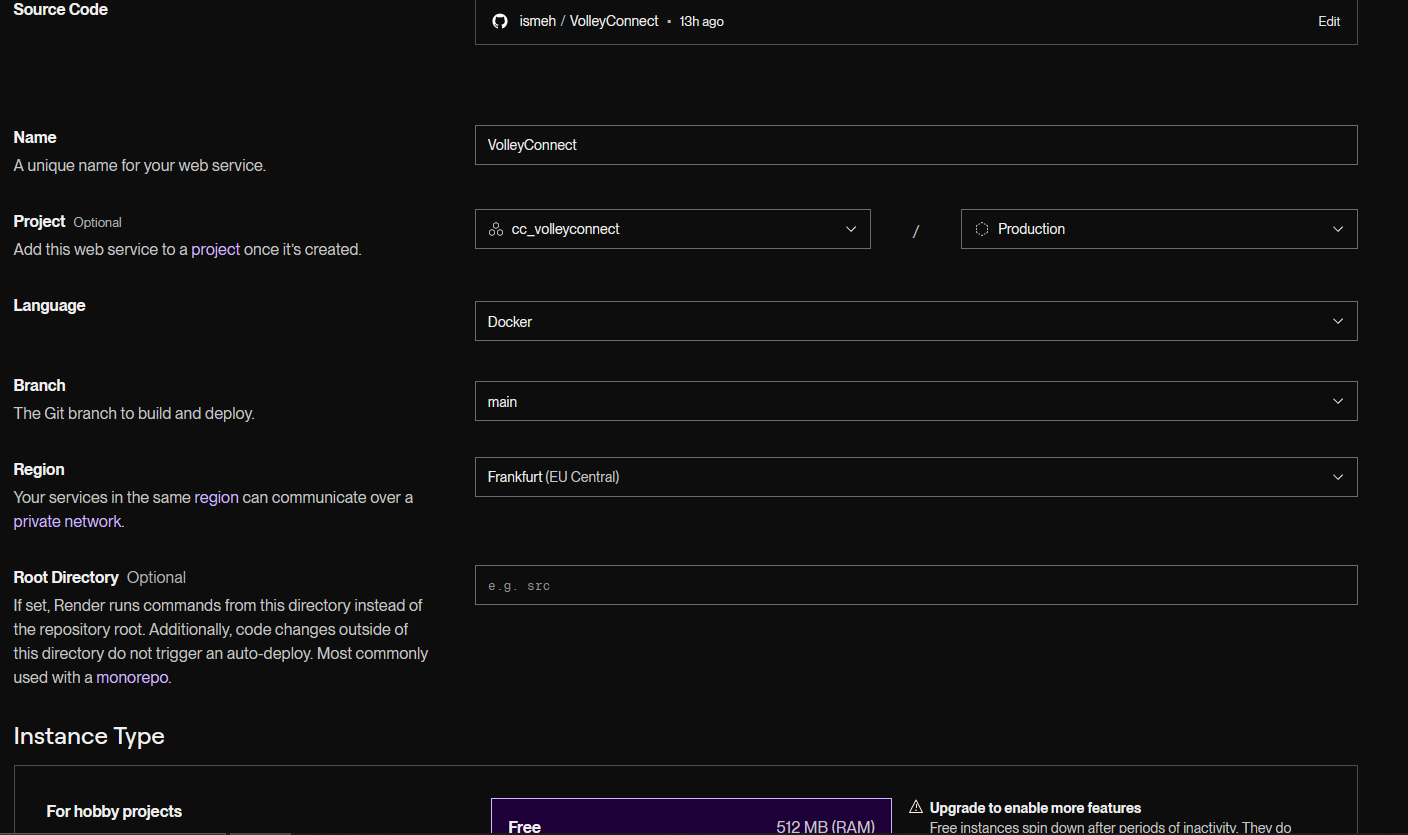 Source Code
ismeh / VolleyConnect • 13h ago
Edit
Name
A unique name for your web service.
VolleyConnect
Project Optional
Add this web service to a project once it's created.
cc_volleyconnect
/
Production
Language
Docker
Branch
The Git branch to build and deploy.
main
Region
Your services in the same region can communicate over a
private network.
Frankfurt (EU Central)
Root Directory Optional
If set, Render runs commands from this directory instead of
the repository root. Additionally, code changes outside of
this directory do not trigger an auto-deploy. Most commonly
used with a monorepo.
e.g. src
Instance Type
For hobby projects
Free
512 MB (RAM)
Upgrade to enable more features
Free instances spin down after periods of inactivity. They do